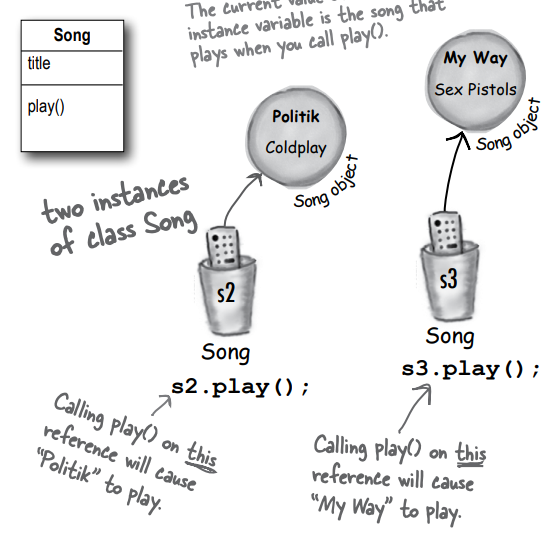 The current value
instance variable is the song that
plays when you call play().
Song
title
play()
Politik
Coldplay
Song object
My Way
Sex Pistols
Song object
two instances
of class Song
s2
Song
s2.play();
s3
Song
s3.play();
Calling play() on this
reference will cause
"Politik" to play.
Calling play() on this
reference will cause
"My Way" to play.